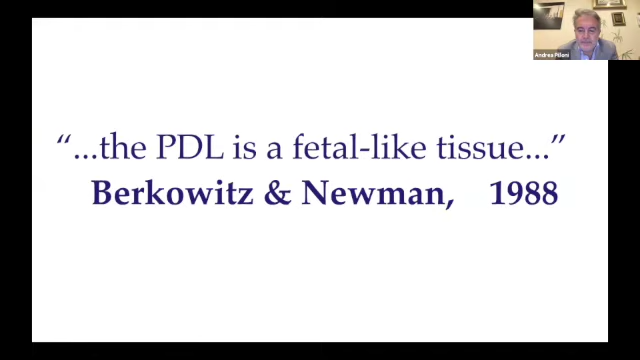 Andrea Pilloni
“...the PDL is a fetal-like tissue...”
Berkowitz & Newman, 1988